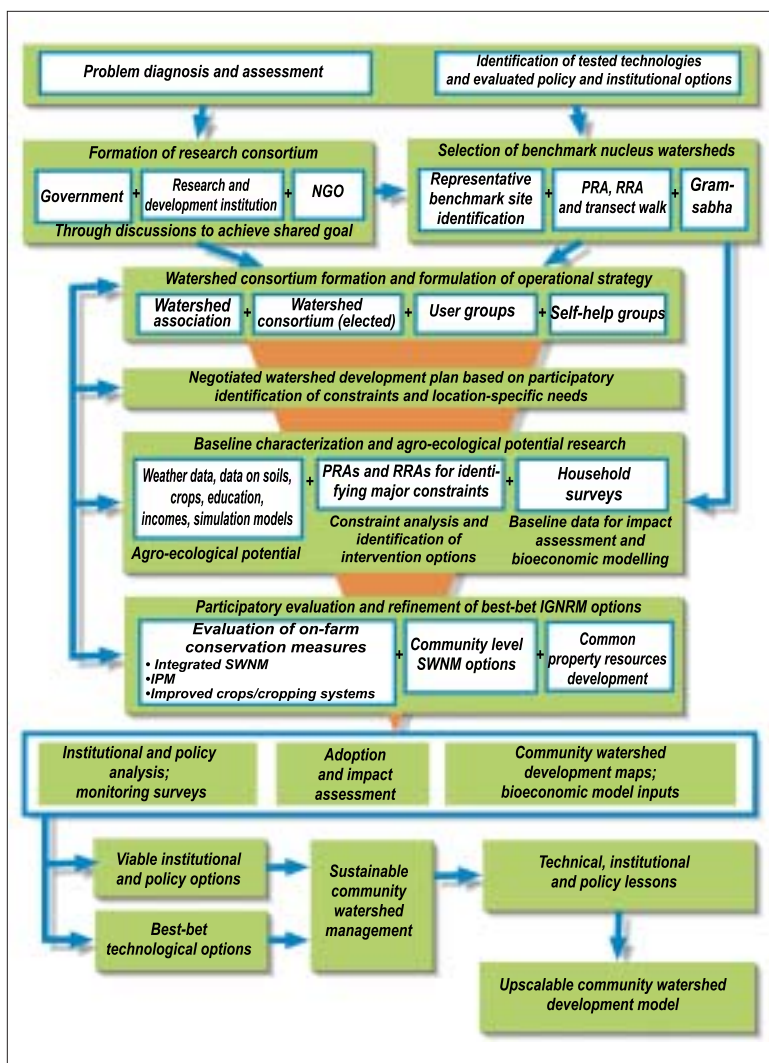 Problem diagnosis and assessment
Identification of tested technologies
and evaluated policy and institutional options
Formation of research consortium
Government
+
Research and
development institution
+
NGO
Through discussions to achieve shared goal
Selection of benchmark nucleus watersheds
Representative
benchmark site
identification
+
PRA, RRA
and transect walk
+
Gram-
sabha
Watershed consortium formation and formulation of operational strategy
Watershed
association
+
Watershed
consortium (elected)
+
User groups
+
Self-help groups
Negotiated watershed development plan based on participatory
identification of constraints and location-specific needs
Baseline characterization and agro-ecological potential research
Weather data, data on soils,
crops, education,
incomes, simulation models
Agro-ecological potential
+
PRAs and RRAs for identi-
fying major constraints
Constraint analysis and
identification of
intervention options
+
Household
surveys
Baseline data for impact
assessment and
bioeconomic modelling
Participatory evaluation and refinement of best-bet IGNRM options
Evaluation of on-farm
conservation measures
• Integrated SWNM
•IPM
•Improved crops/cropping systems
+
Community level
SWNM options
+
Common
property resources
development
Institutional and policy
analysis;
monitoring surveys
Adoption
and impact
assessment
Community watershed
development maps;
bioeconomic model inputs
Viable institutional
and policy options
Best-bet
technological options
Sustainable
community
watershed
management
Technical, institutional
and policy lessons
Upscalable community watershed
development model